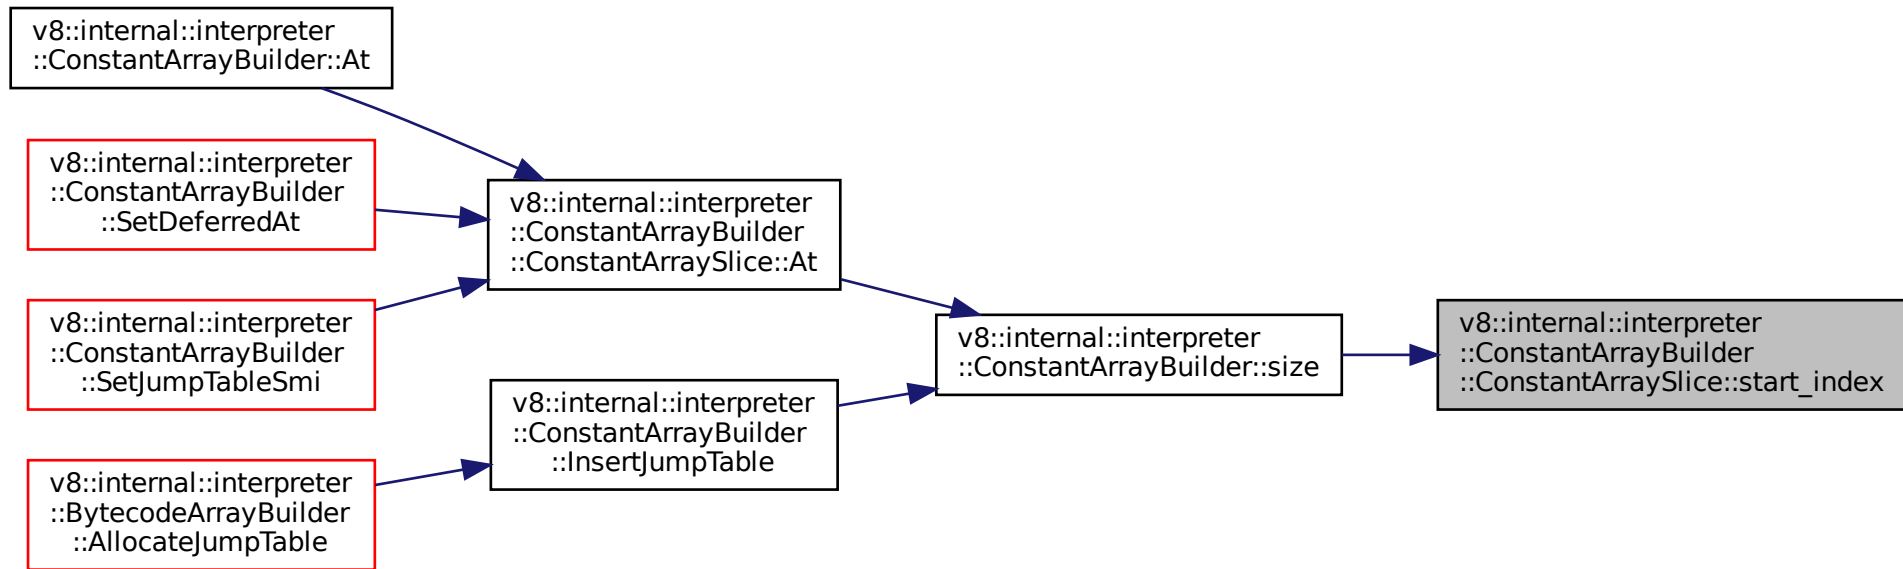 v8::internal::interpreter
::ConstantArrayBuilder::At
v8::internal::interpreter
::ConstantArrayBuilder
::SetDeferredAt
v8::internal::interpreter
::ConstantArrayBuilder
::SetJumpTableSmi
v8::internal::interpreter
::BytecodeArrayBuilder
::AllocateJumpTable
v8::internal::interpreter
::ConstantArrayBuilder
::ConstantArraySlice::At
v8::internal::interpreter
::ConstantArrayBuilder
::InsertJumpTable
v8::internal::interpreter
::ConstantArrayBuilder::size
v8::internal::interpreter
::ConstantArrayBuilder
::ConstantArraySlice::start_index